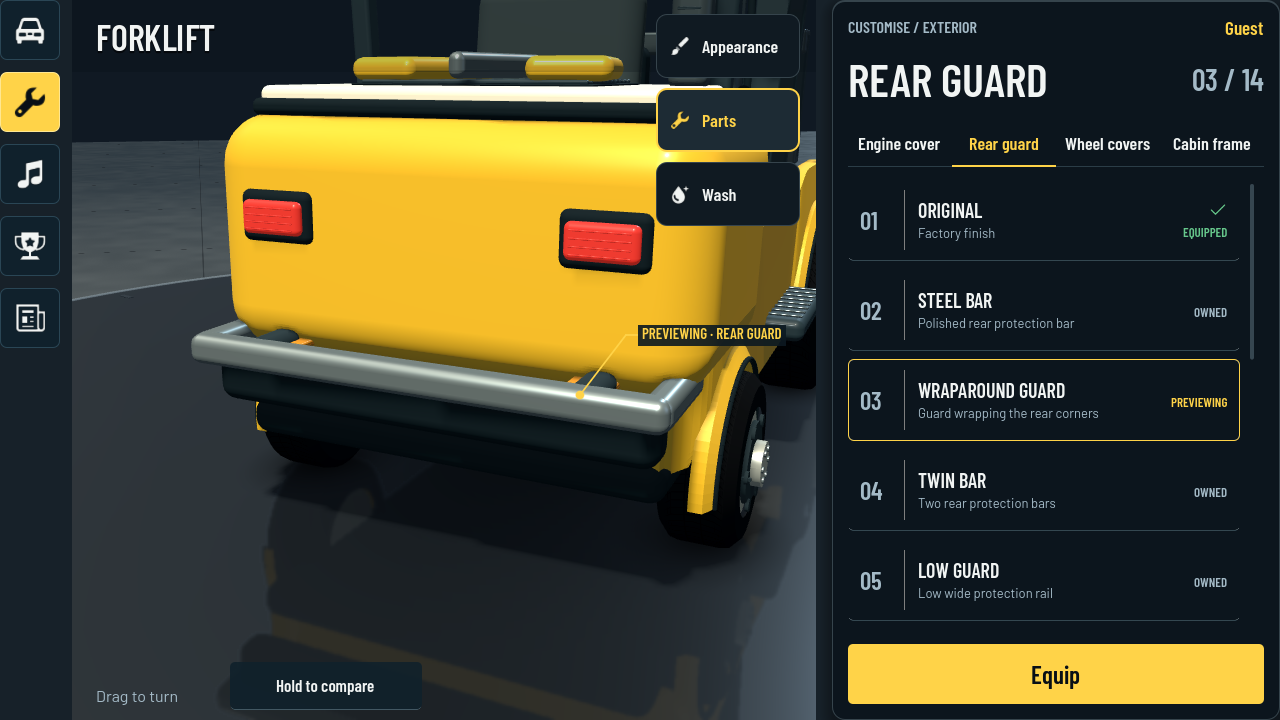 FORKLIFT
Appearance
Parts
Wash
PREVIEWING · REAR GUARD
Drag to turn
Hold to compare
CUSTOMISE / EXTERIOR
Guest
REAR GUARD
03 / 14
Engine cover
Rear guard
Wheel covers
Cabin frame
01
ORIGINAL
Factory finish
EQUIPPED
02
STEEL BAR
Polished rear protection bar
OWNED
03
WRAPAROUND GUARD
Guard wrapping the rear corners
PREVIEWING
04
TWIN BAR
Two rear protection bars
OWNED
05
LOW GUARD
Low wide protection rail
OWNED
Equip